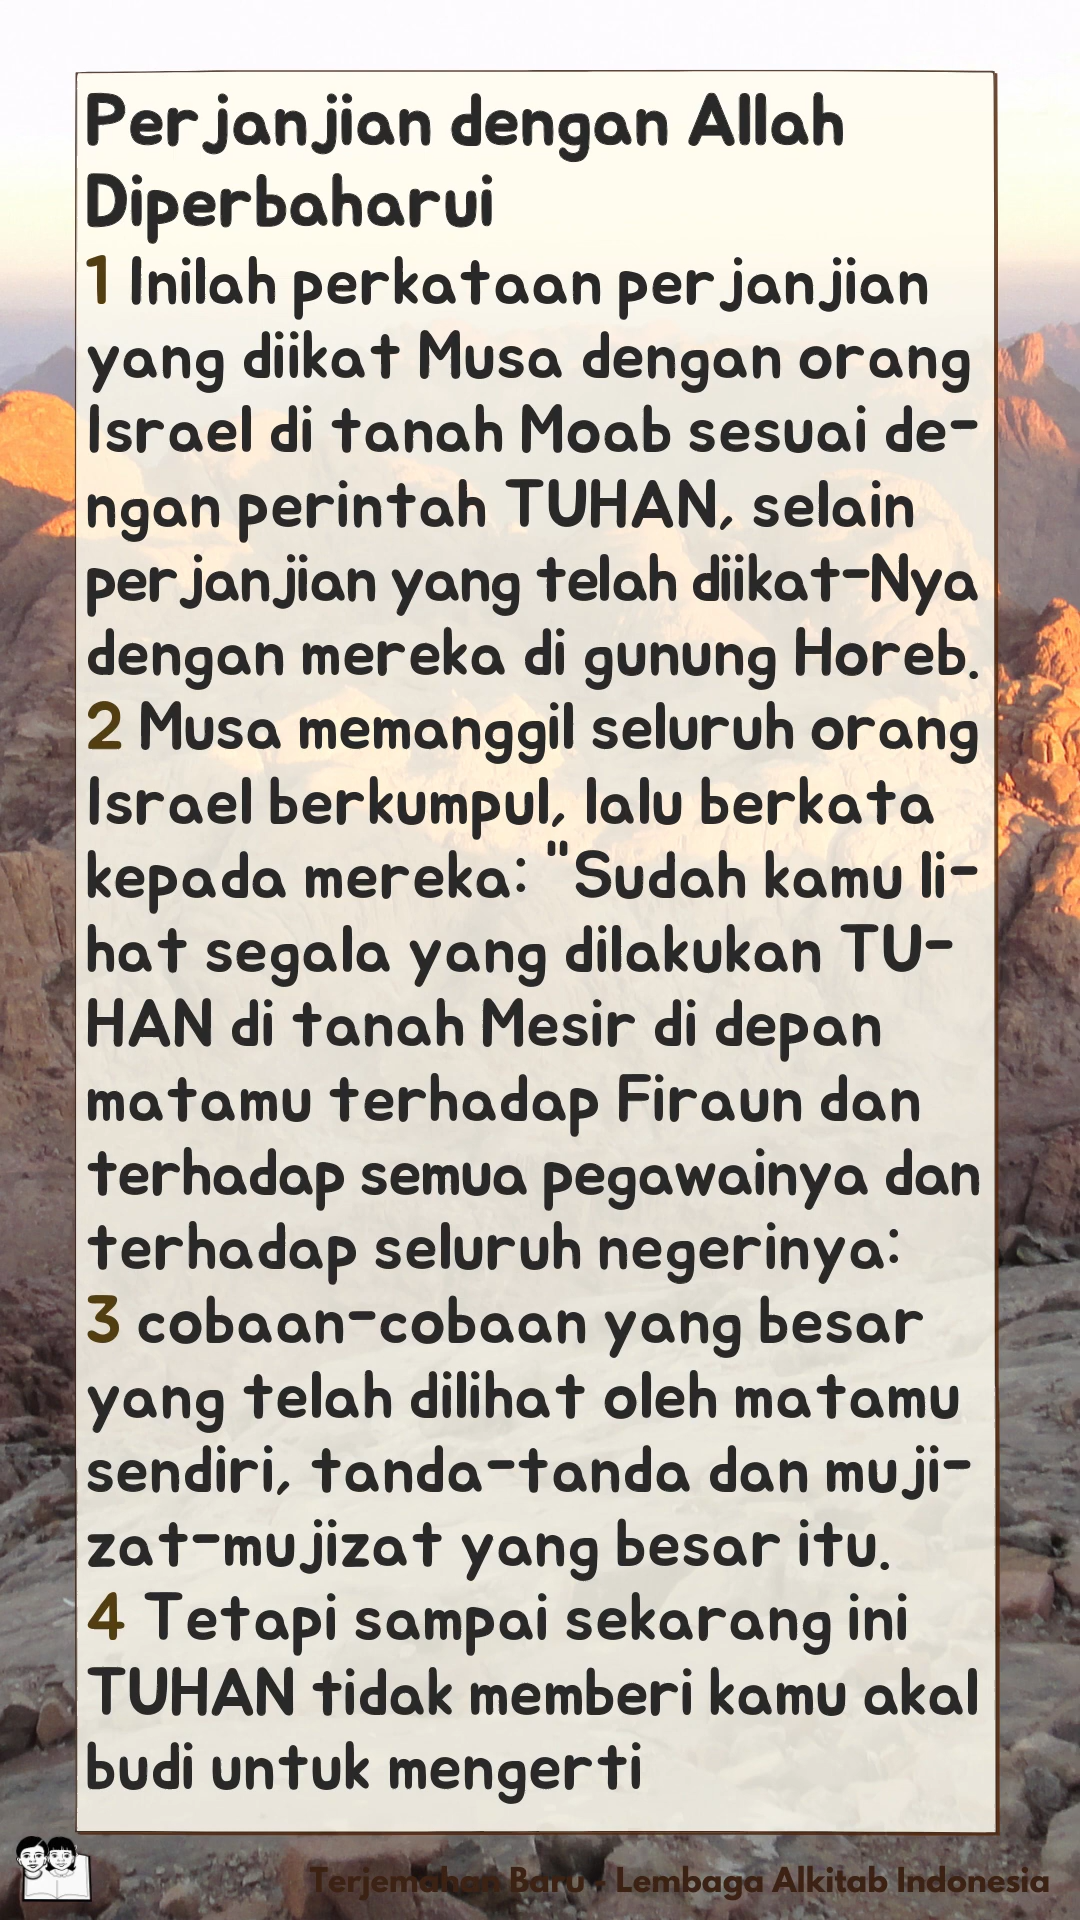 Perjanjian dengan Allah
Diperbaharui
1 Inilah perkataan perjanjian
yang diikat Musa dengan orang
Israel di tanah Moab sesuai de-
ngan perintah TUHAN, selain
perjanjian yang telah diikat-Nya
dengan mereka di gunung Horeb.
2 Musa memanggil seluruh orang
Israel berkumpul, lalu berkata
kepada mereka: "Sudah kamu li-
hat segala yang dilakukan TU-
HAN di tanah Mesir di depan
matamu terhadap Firaun dan
terhadap semua pegawainya dan
terhadap seluruh negerinya:
3 cobaan-cobaan yang besar
yang telah dilihat oleh matamu
sendiri, tanda-tanda dan muji-
zat-mujizat yang besar itu.
4 Tetapi sampai sekarang ini
TUHAN tidak memberi kamu akal
budi untuk mengerti
Terjemahan Baru - Lembaga Alkitab Indonesia